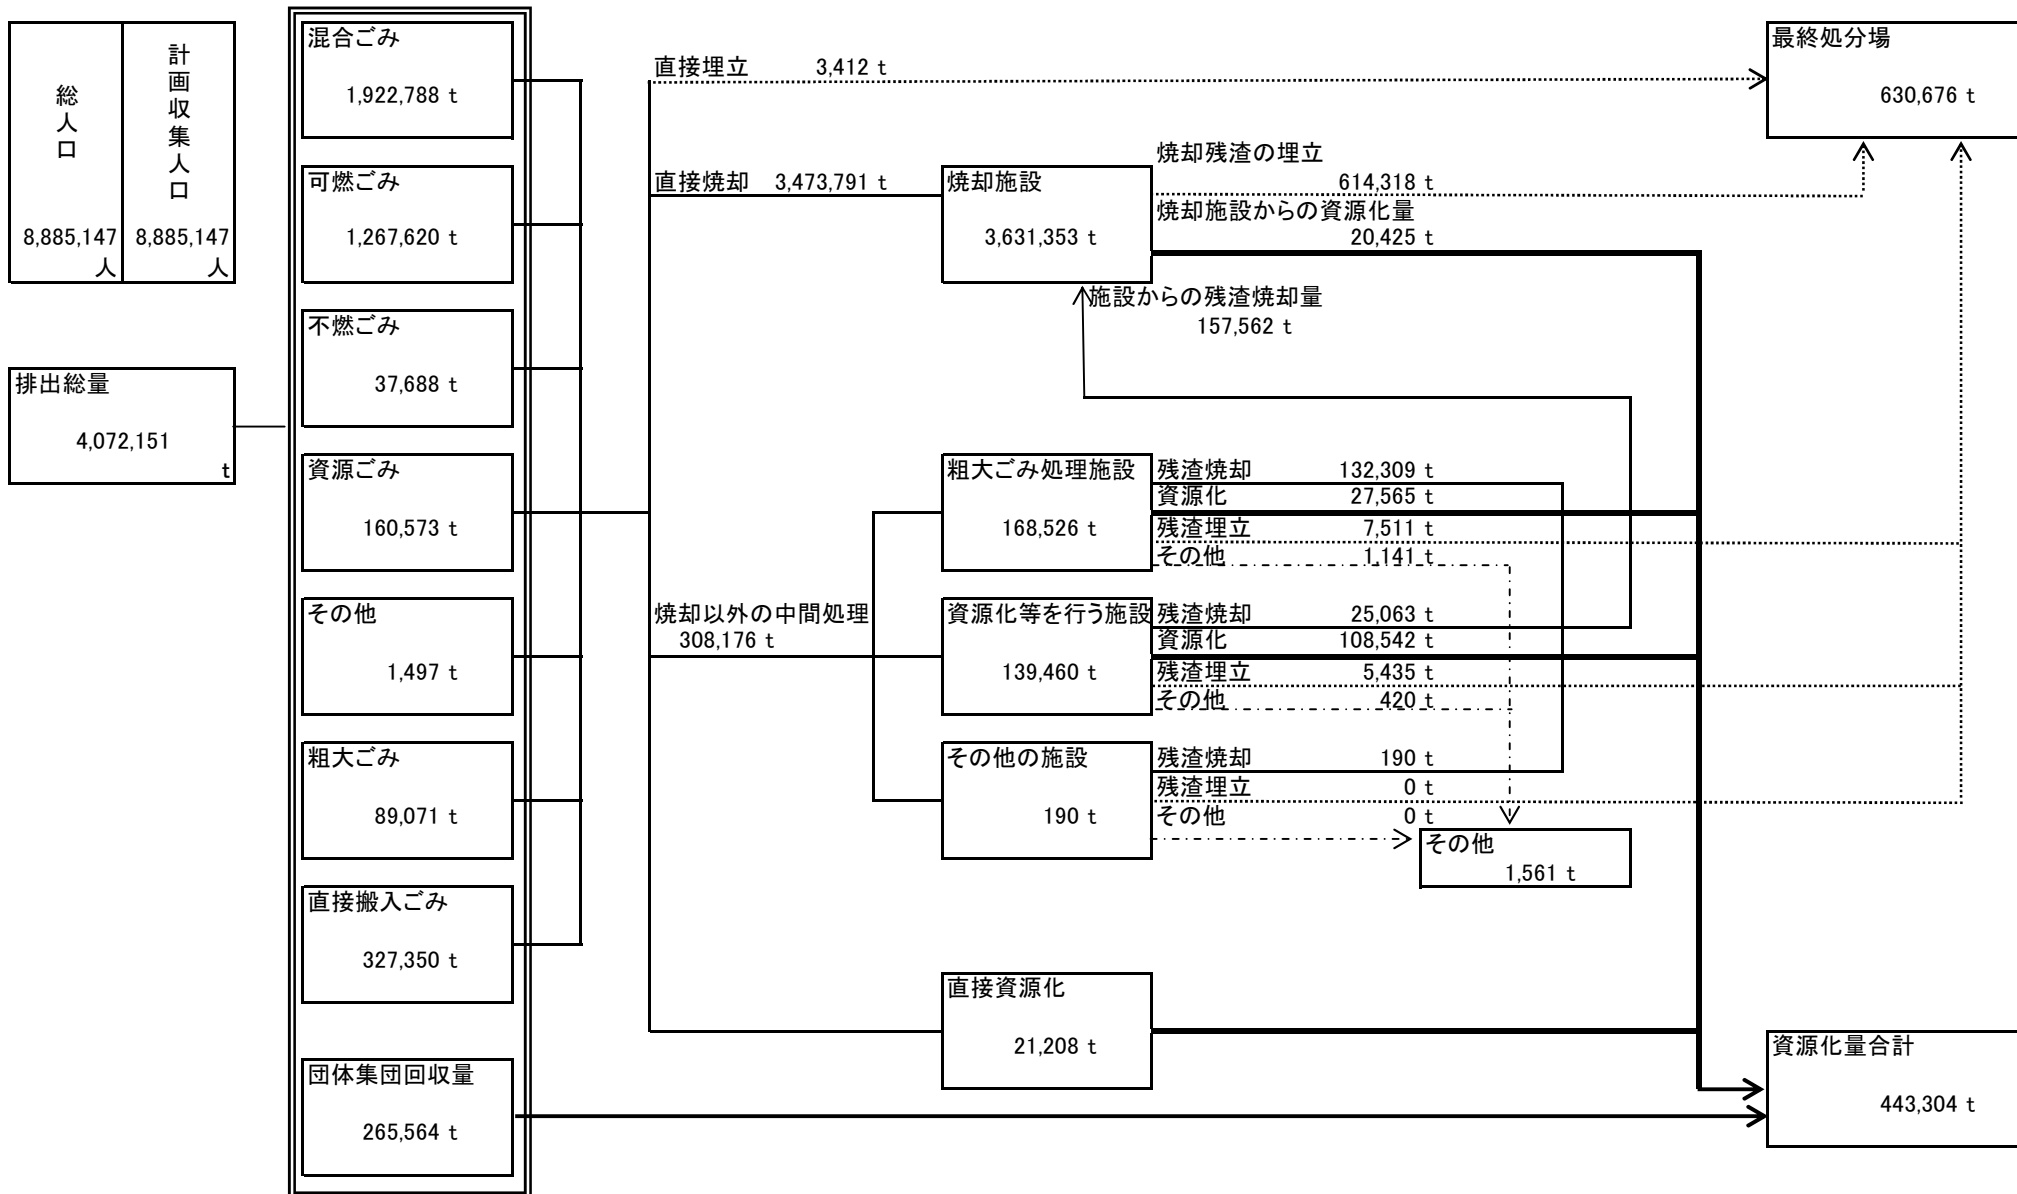 総人口
8,885,147
人
計画収集人口
8,885,147
人
排出総量
4,072,151
t
混合ごみ
1,922,788 t
可燃ごみ
1,267,620 t
不燃ごみ
37,688 t
資源ごみ
160,573 t
その他
1,497 t
粗大ごみ
89,071 t
直接搬入ごみ
327,350 t
団体集団回収量
265,564 t
直接埋立 3,412 t
直接焼却 3,473,791 t
焼却以外の中間処理
308,176 t
焼却施設
3,631,353 t
焼却残渣の埋立
614,318 t
焼却施設からの資源化量
20,425 t
施設からの残渣焼却量
157,562 t
粗大ごみ処理施設
168,526 t
残渣焼却 132,309 t
資源化 27,565 t
残渣埋立 7,511 t
その他 1,141 t
資源化等を行う施設
139,460 t
残渣焼却 25,063 t
資源化 108,542 t
残渣埋立 5,435 t
その他 420 t
その他の施設
190 t
残渣焼却 190 t
残渣埋立 0 t
その他 0 t
その他
1,561 t
直接資源化
21,208 t
最終処分場
630,676 t
資源化量合計
443,304 t